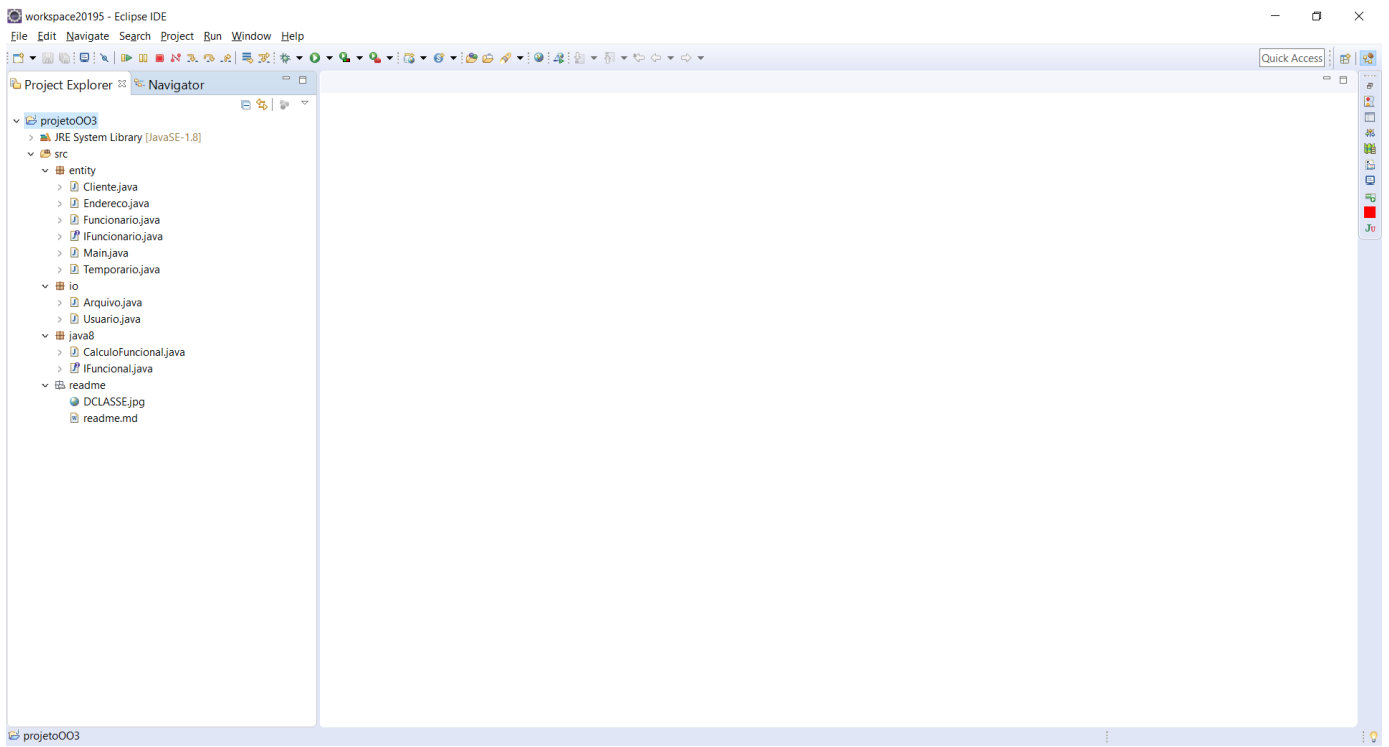 workspace20195 - Eclipse IDE
File Edit Navigate Search Project Run Window Help
Quick Access
Project Explorer Navigator
projetoOO3
JRE System Library [JavaSE-1.8]
src
entity
Cliente.java
Endereco.java
Funcionario.java
IFuncionario.java
Main.java
Temporario.java
io
Arquivo.java
Usuario.java
java8
CalculoFuncional.java
IFuncional.java
readme
DCLASSE.jpg
readme.md
projetoOO3